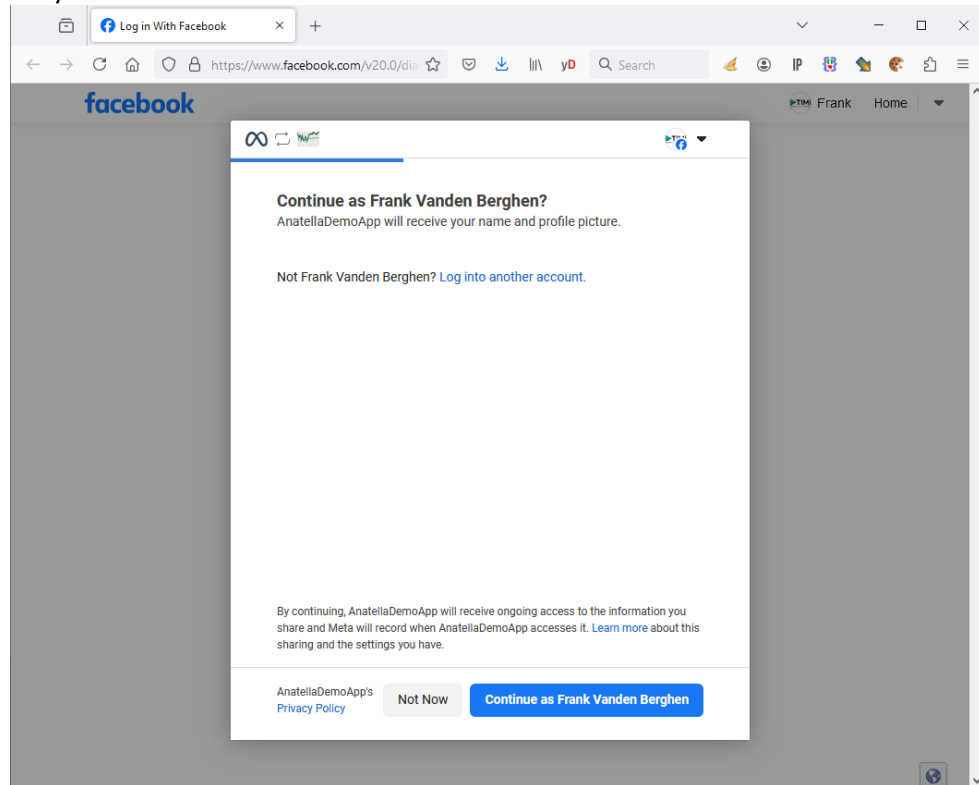 Log in With Facebook
https://www.facebook.com/v20.0/dia
Search
facebook
Frank Home
Continue as Frank Vanden Berghen?
AnatellaDemoApp will receive your name and profile picture.
Not Frank Vanden Berghen? Log into another account.
By continuing, AnatellaDemoApp will receive ongoing access to the information you
share and Meta will record when AnatellaDemoApp accesses it. Learn more about this
sharing and the settings you have.
AnatellaDemoApp's
Privacy Policy
Not Now
Continue as Frank Vanden Berghen